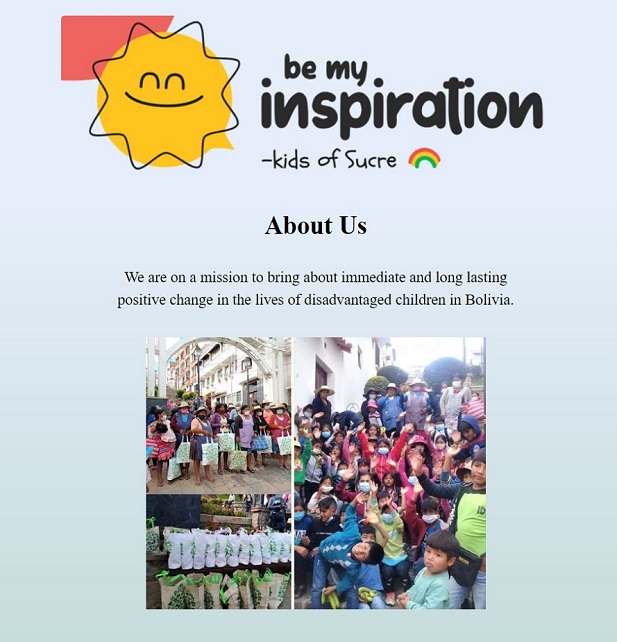 be my
inspiration
-kids of Sucre
About Us
We are on a mission to bring about immediate and long lasting
positive change in the lives of disadvantaged children in Bolivia.